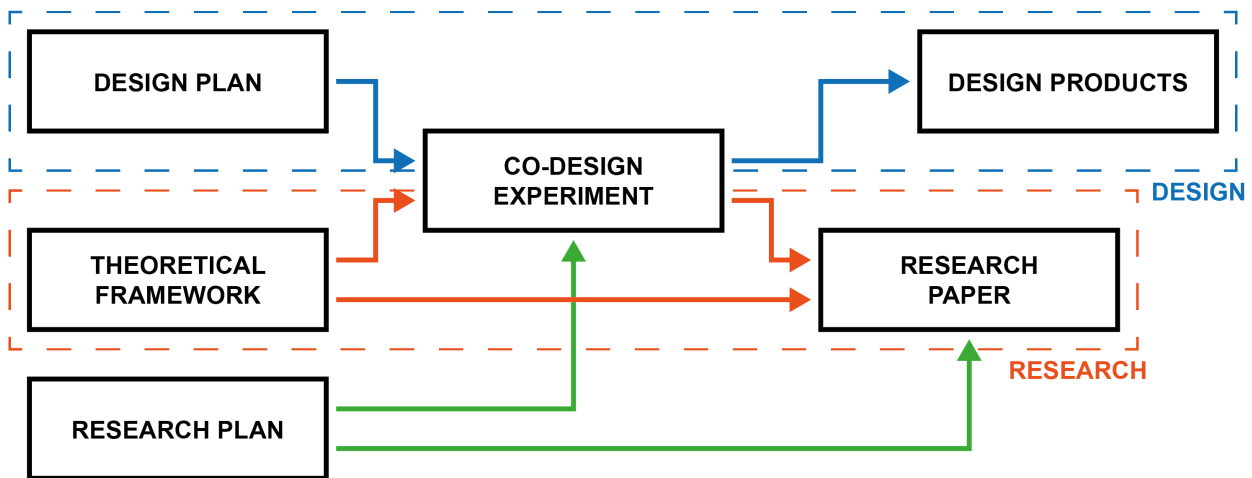 DESIGN PLAN
DESIGN PRODUCTS
CO-DESIGN
EXPERIMENT
DESIGN
THEORETICAL
FRAMEWORK
RESEARCH
PAPER
RESEARCH
RESEARCH PLAN